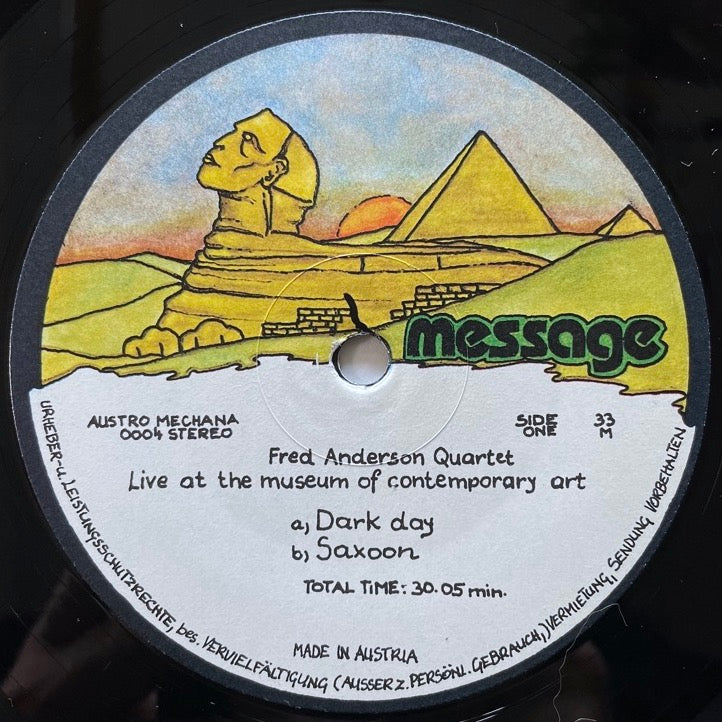 message
AUSTRO MECHANA
0004 STEREO
SIDE
ONE
33
M
Fred Anderson Quartet
Live at the museum of contemporary art
a) Dark day
b) Saxoon
TOTAL TIME: 30.05 min.
MADE IN AUSTRIA
URHEBER-u. LEISTUNGSSCHUTZRECHTE, bes. VERVIELFÄLTIGUNG (AUSSER z. PERSÖNL. GEBRAUCH,) VERMIETUNG, SENDUNG VORBEHALTEN